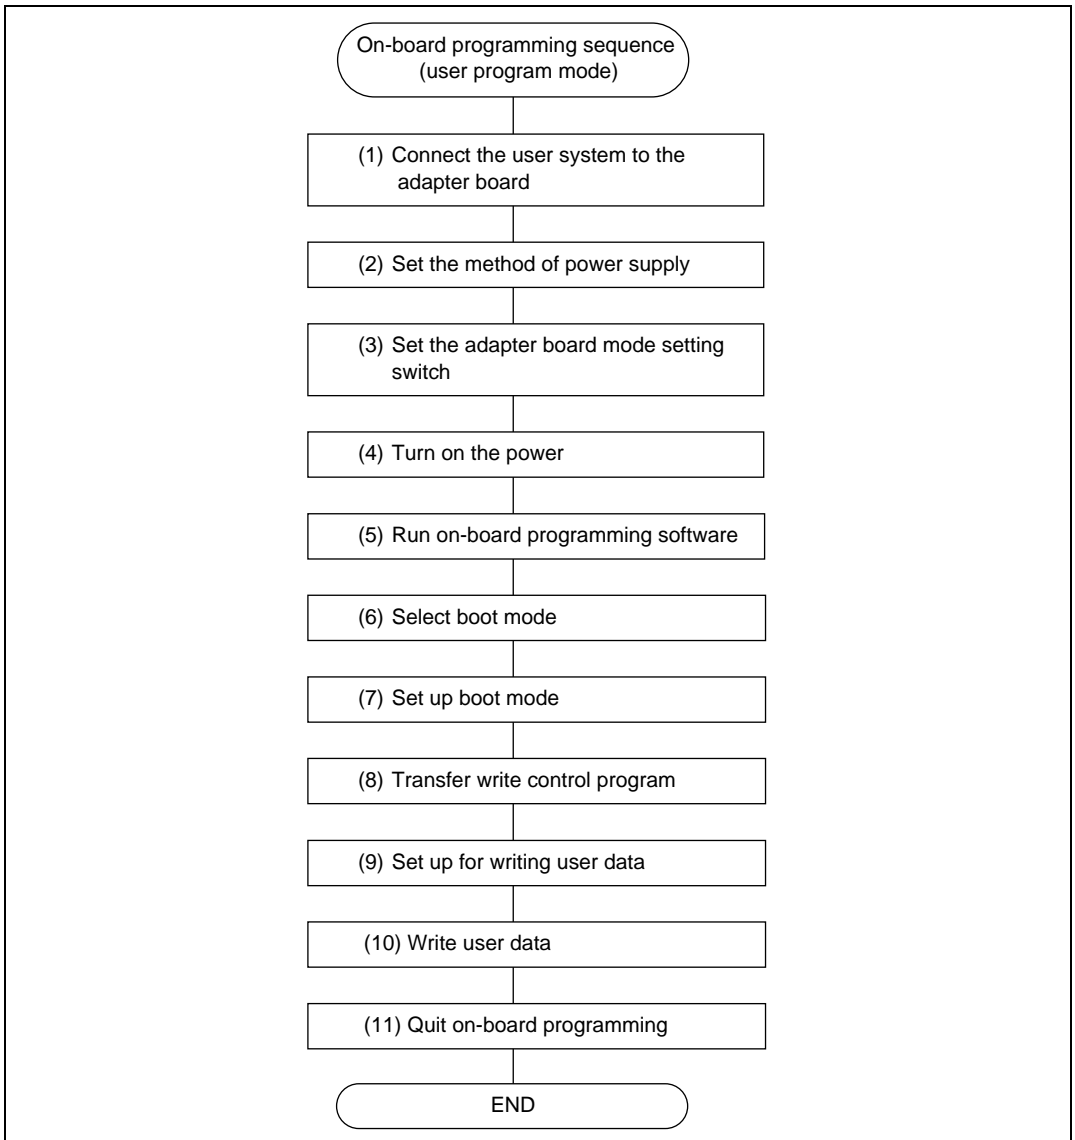 On-board programming sequence
(user program mode)
(1) Connect the user system to the
adapter board
(2) Set the method of power supply
(3) Set the adapter board mode setting
switch
(4) Turn on the power
(5) Run on-board programming software
(6) Select boot mode
(7) Set up boot mode
(8) Transfer write control program
(9) Set up for writing user data
(10) Write user data
(11) Quit on-board programming
END